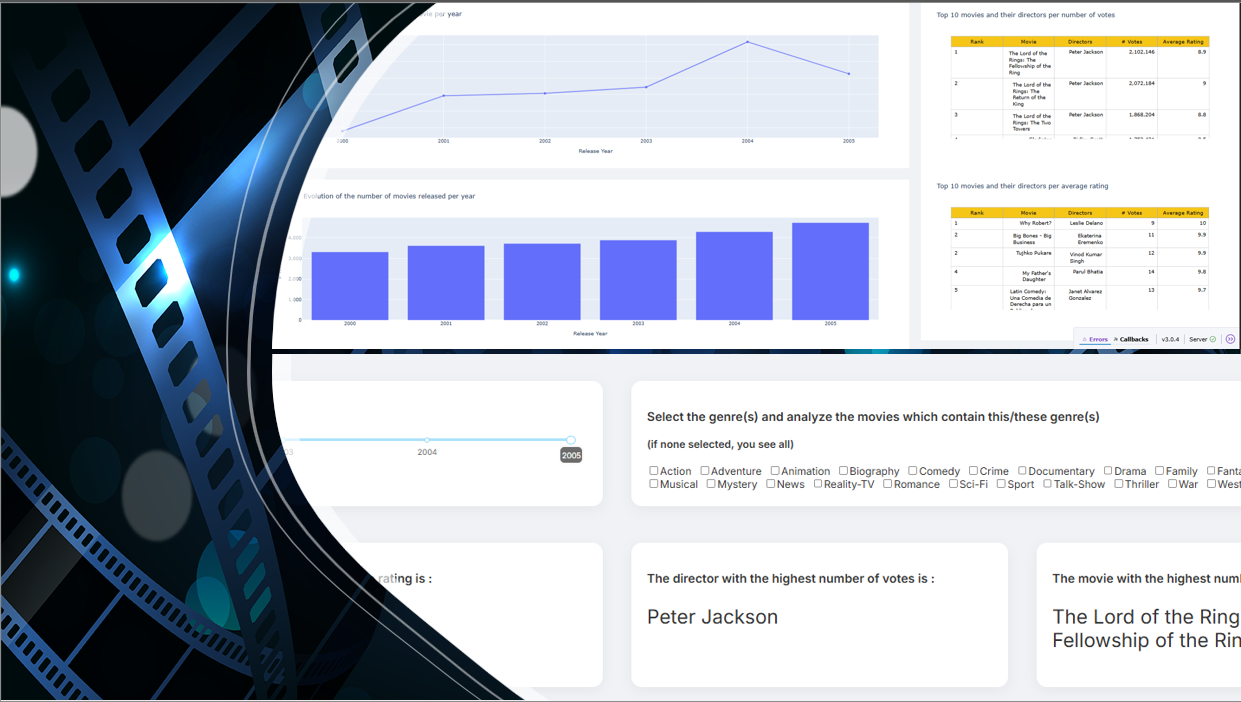 per year
2001
2002
2003
2004
2005
Release Year
Evolution of the number of movies released per year
4,000
3,000
2,000
1,000
0
2000
2001
2002
2003
2004
2005
Release Year
Top 10 movies and their directors per number of votes
Rank Movie Directors # Votes Average Rating
1 The Lord of the Peter Jackson 2,102,146 8.9
Rings: The
Fellowship of the
Ring
2 The Lord of the Peter Jackson 2,072,184 9
Rings: The
Return of the
King
3 The Lord of the Peter Jackson 1,868,204 8.8
Rings: The Two
Towers
Top 10 movies and their directors per average rating
Rank Movie Directors # Votes Average Rating
1 Why Robert? Leslie Delano 9 10
2 Big Bones - Big Ekaterina 11 9.9
Business Eremenko
2 Tujhko Pukare Vinod Kumar 12 9.9
Singh
4 My Father's Parul Bhatia 14 9.8
Daughter
5 Latin Comedy: Janet Alvarez 13 9.7
Una Comedia de Gonzalez
Derecha para un
Errors Callbacks v3.0.4 Server
03 2004 2005
Select the genre(s) and analyze the movies which contain this/these genre(s)
(if none selected, you see all)
Action Adventure Animation Biography Comedy Crime Documentary Drama Family Fanta
Musical Mystery News Reality-TV Romance Sci-Fi Sport Talk-Show Thriller War West
rating is :
The director with the highest number of votes is :
Peter Jackson
The movie with the highest num
The Lord of the Ring
Fellowship of the Rin